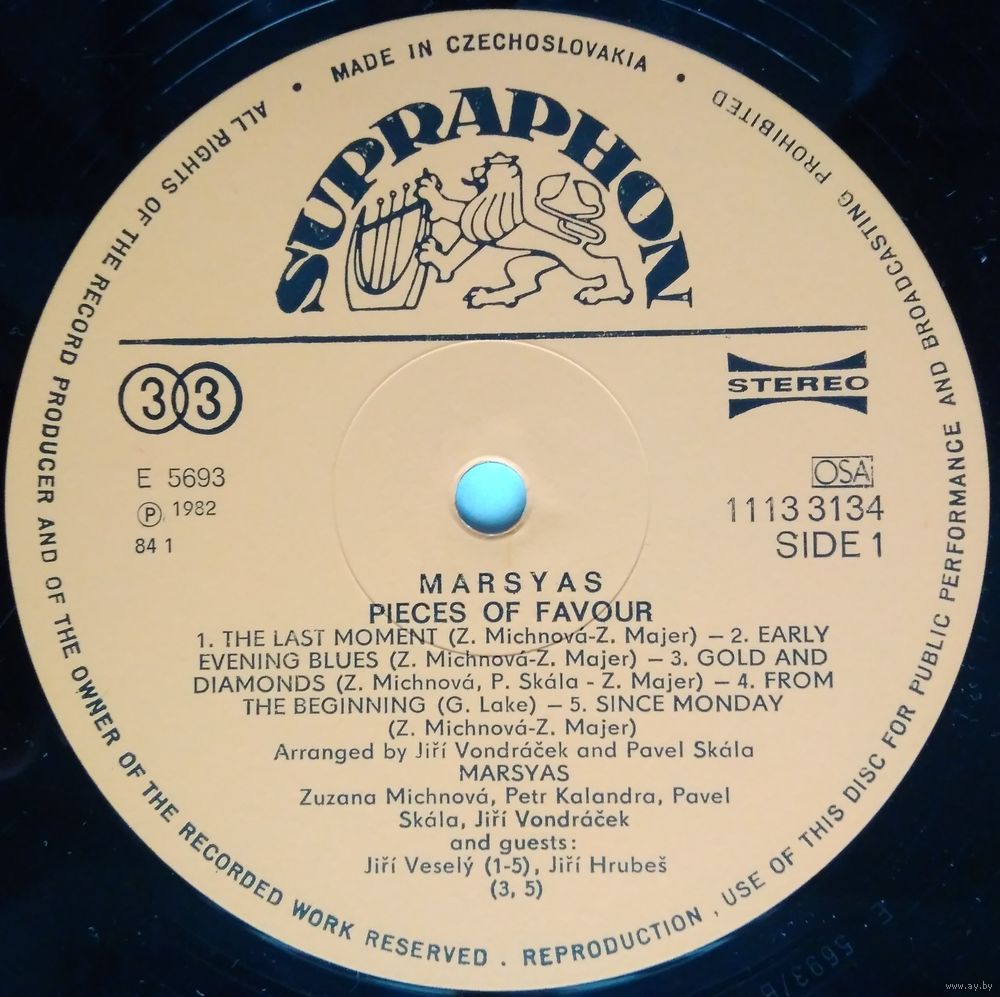 ALL RIGHTS OF THE RECORD PRODUCER AND OF THE OWNER OF THE RECORDED WORK RESERVED . REPRODUCTION , USE OF THIS DISC FOR PUBLIC PERFORMANCE AND BROADCASTING PROHIBITED
• MADE IN CZECHOSLOVAKIA •
SUPRAPHON
33
STEREO
E 5693
Ⓟ 1982
84 1
OSA
1113 3134
SIDE 1
MARSYAS
PIECES OF FAVOUR
1. THE LAST MOMENT (Z. Michnová-Z. Majer) – 2. EARLY
EVENING BLUES (Z. Michnová-Z. Majer) – 3. GOLD AND
DIAMONDS (Z. Michnová, P. Skála - Z. Majer) – 4. FROM
THE BEGINNING (G. Lake) – 5. SINCE MONDAY
(Z. Michnová-Z. Majer)
Arranged by Jiří Vondráček and Pavel Skála
MARSYAS
Zuzana Michnová, Petr Kalandra, Pavel
Skála, Jiří Vondráček
and guests:
Jiří Veselý (1-5), Jiří Hrubeš
(3, 5)
www.ay.by